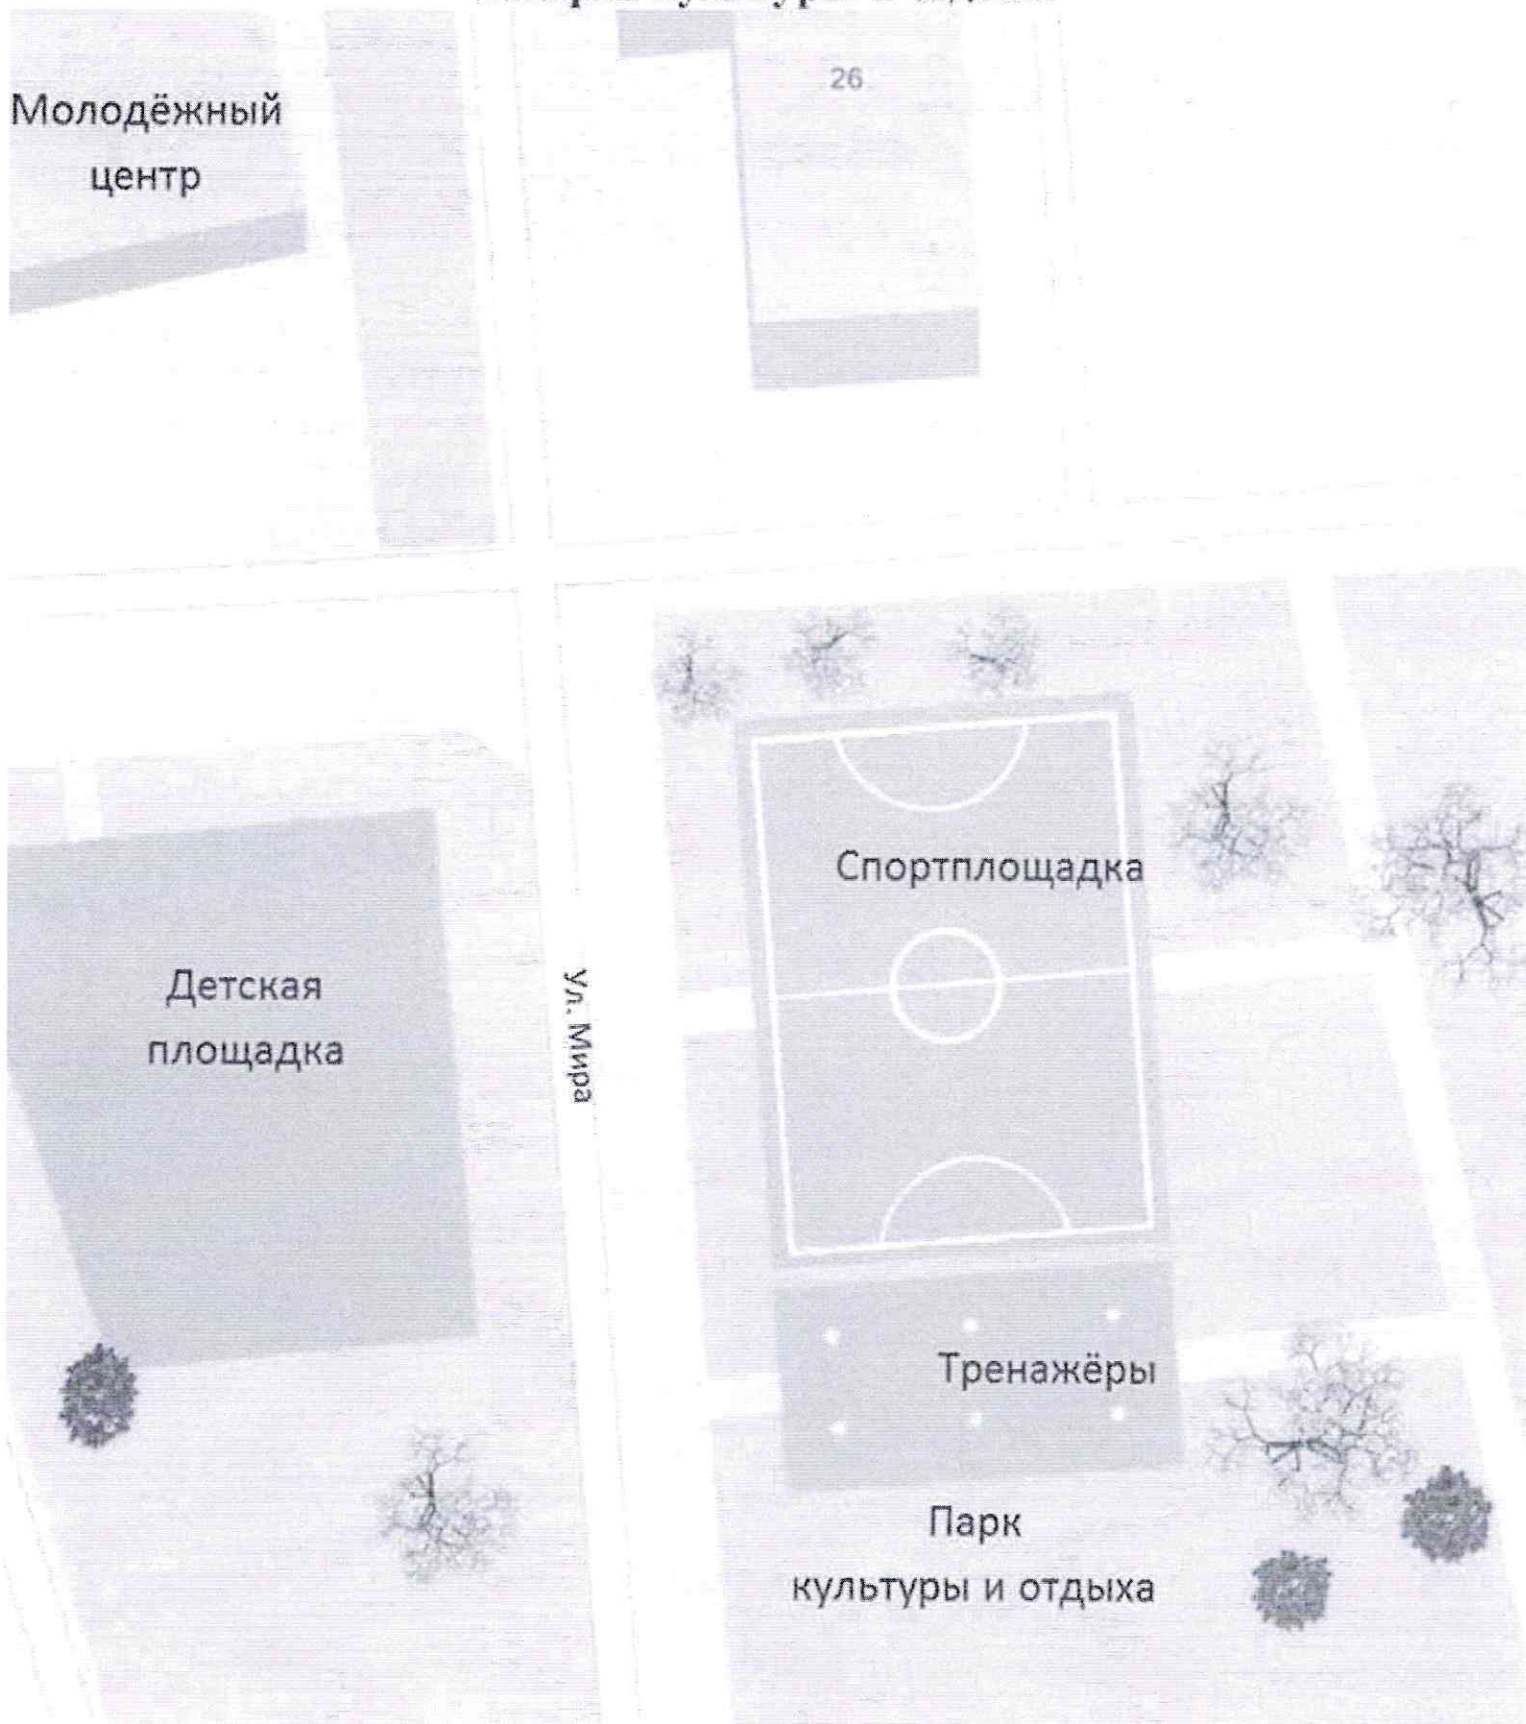 Молодёжный
центр
26
Спортплощадка
Детская
площадка
Ул. Мира
Тренажёры
Парк
культуры и отдыха